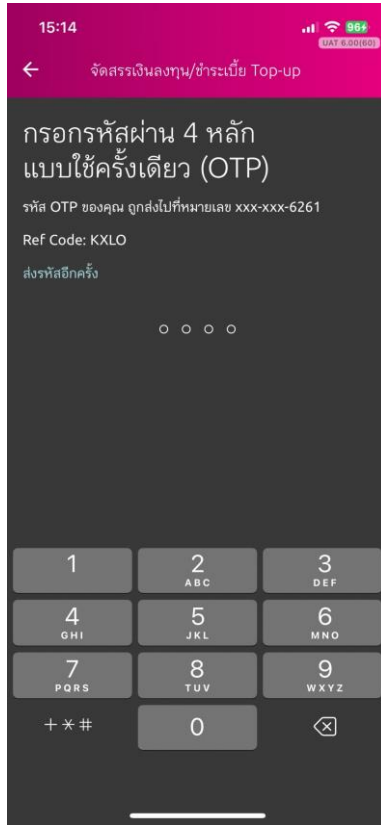 15:14
96
UAT 6.00(60)
จัดสรรเงินลงทุน/ชำระเบี้ย Top-up
กรอกรหัสผ่าน 4 หลัก
แบบใช้ครั้งเดียว (OTP)
รหัส OTP ของคุณ ถูกส่งไปที่หมายเลข xxx-xxx-6261
Ref Code: KXLO
ส่งรหัสอีกครั้ง
1 2 3
ABC DEF
4 5 6
GHI JKL MNO
7 8 9
PQRS TUV WXYZ
+*# 0